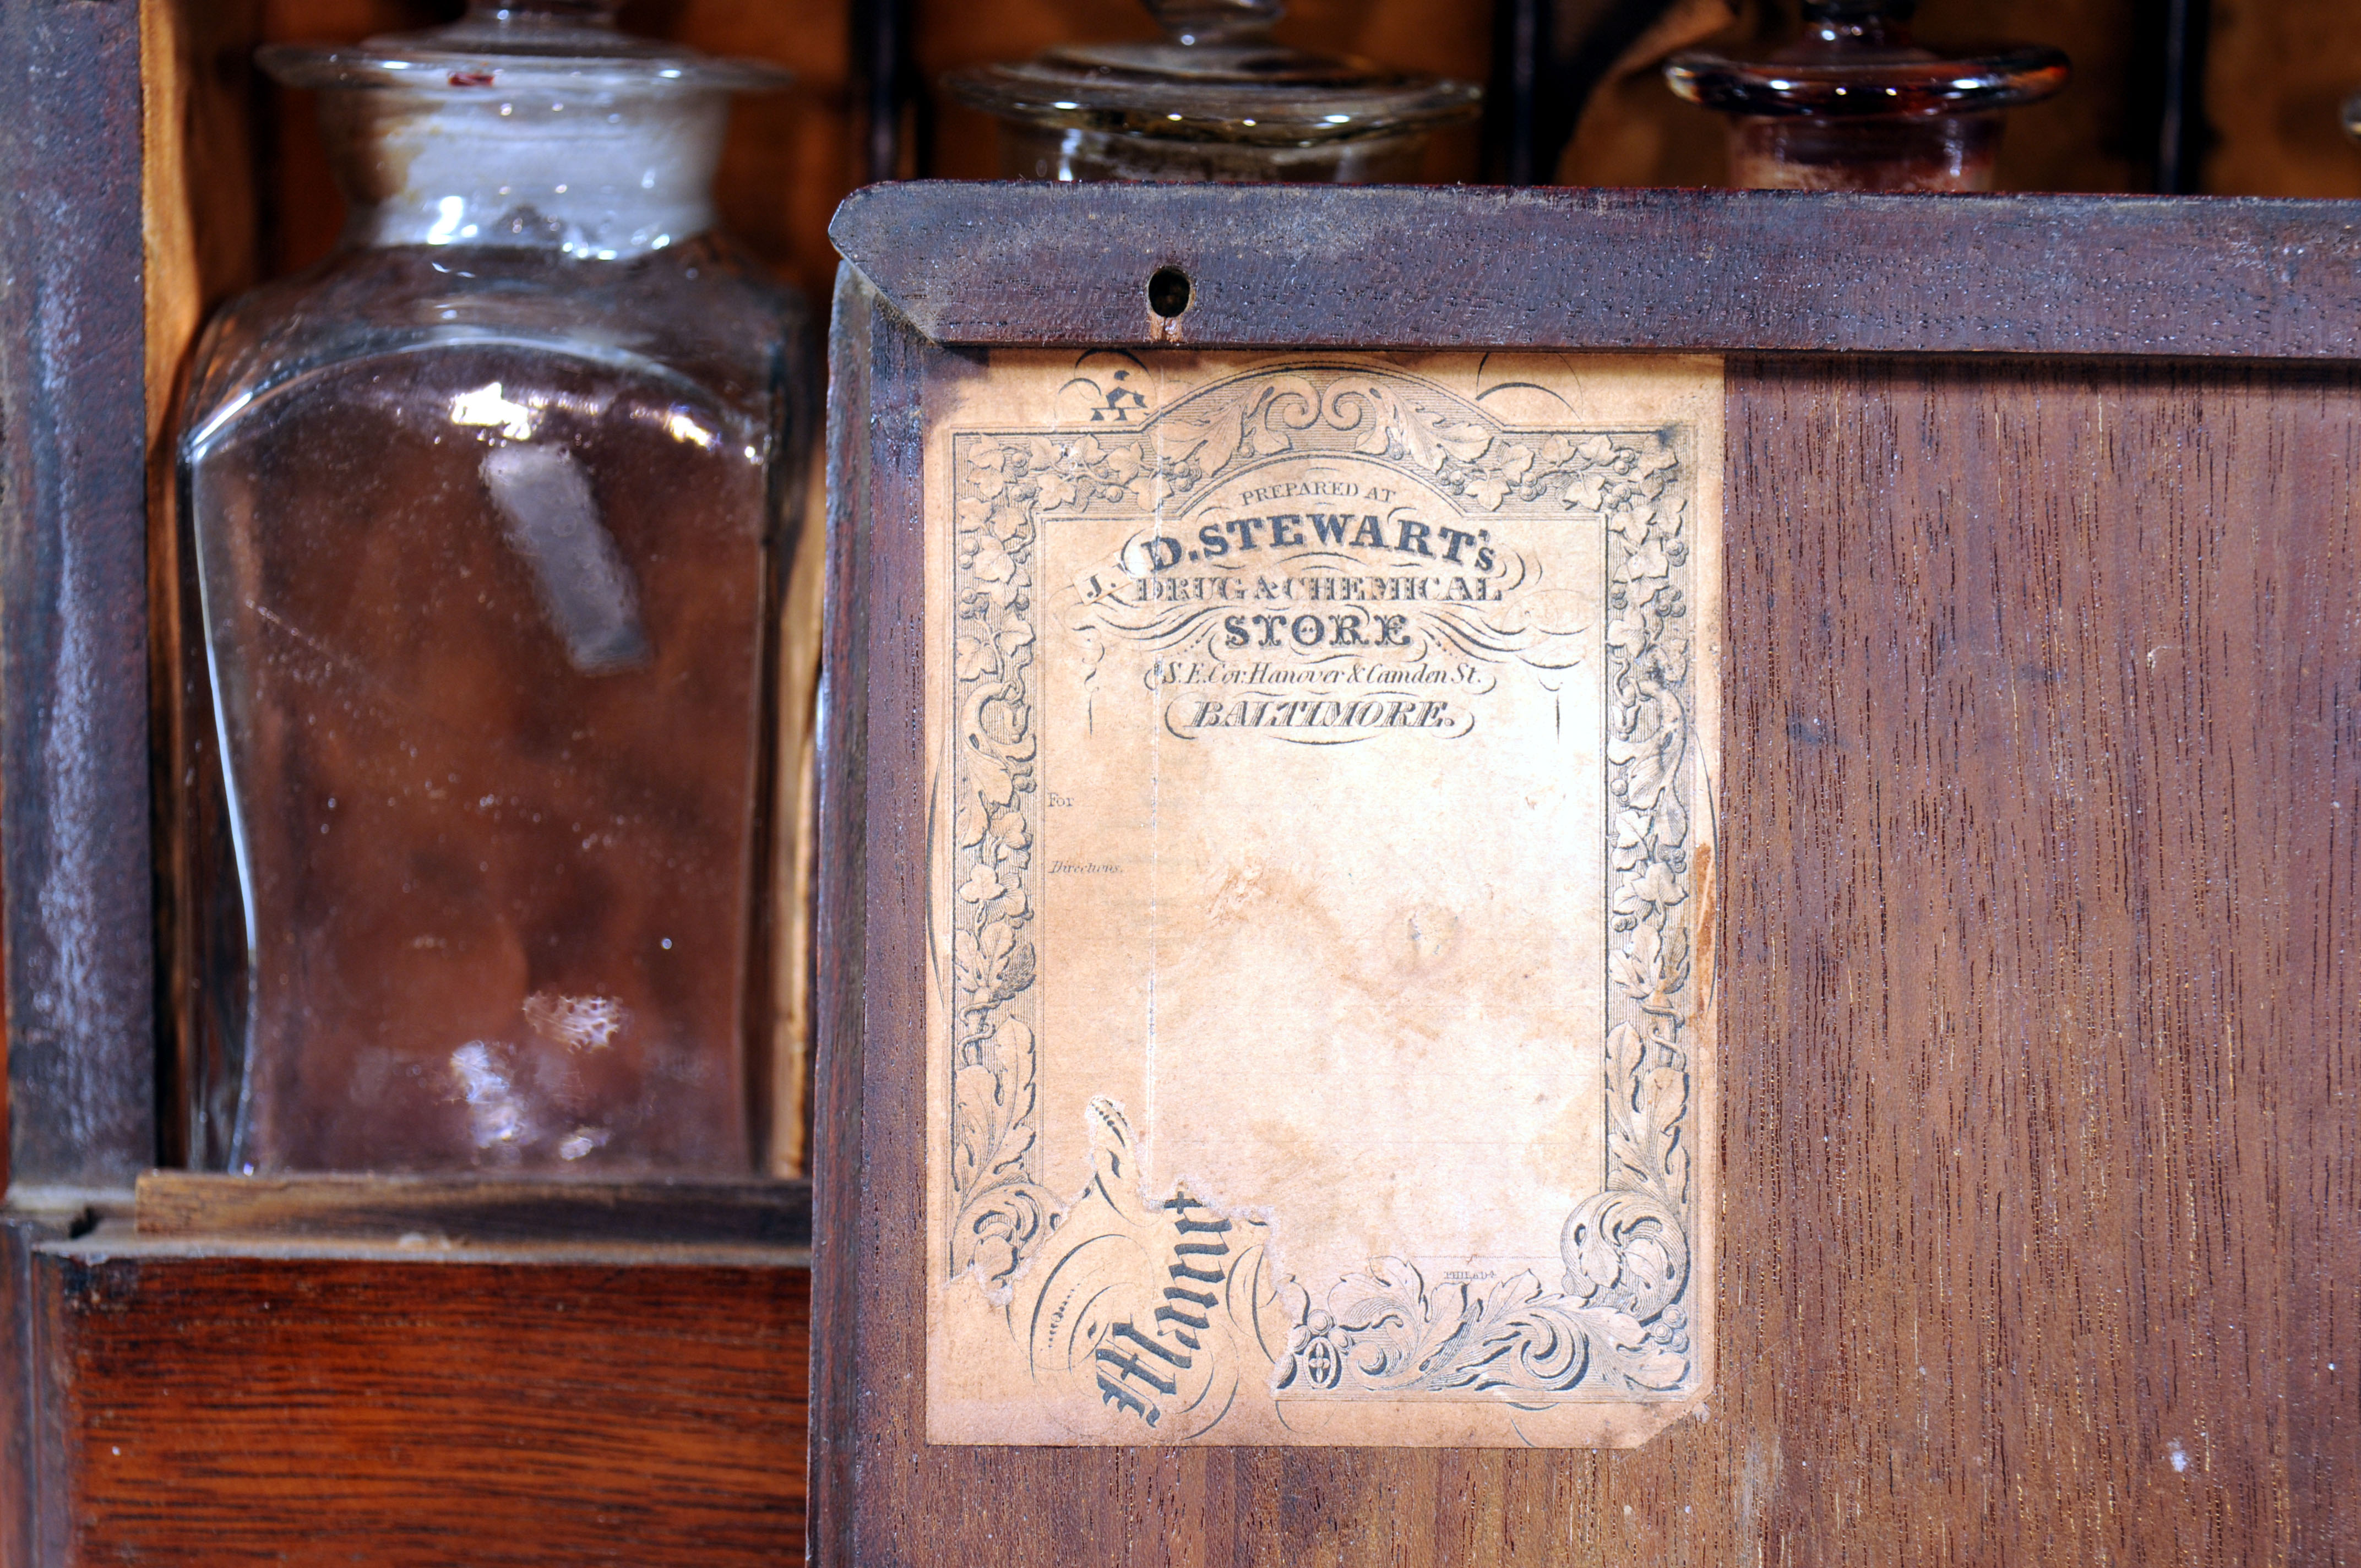 PREPARED AT
D. STEWART'S
J.
DRUG & CHEMICAL
STORE
S.E. Cor. Hanover & Camden St.
BALTIMORE.
For
Directions.